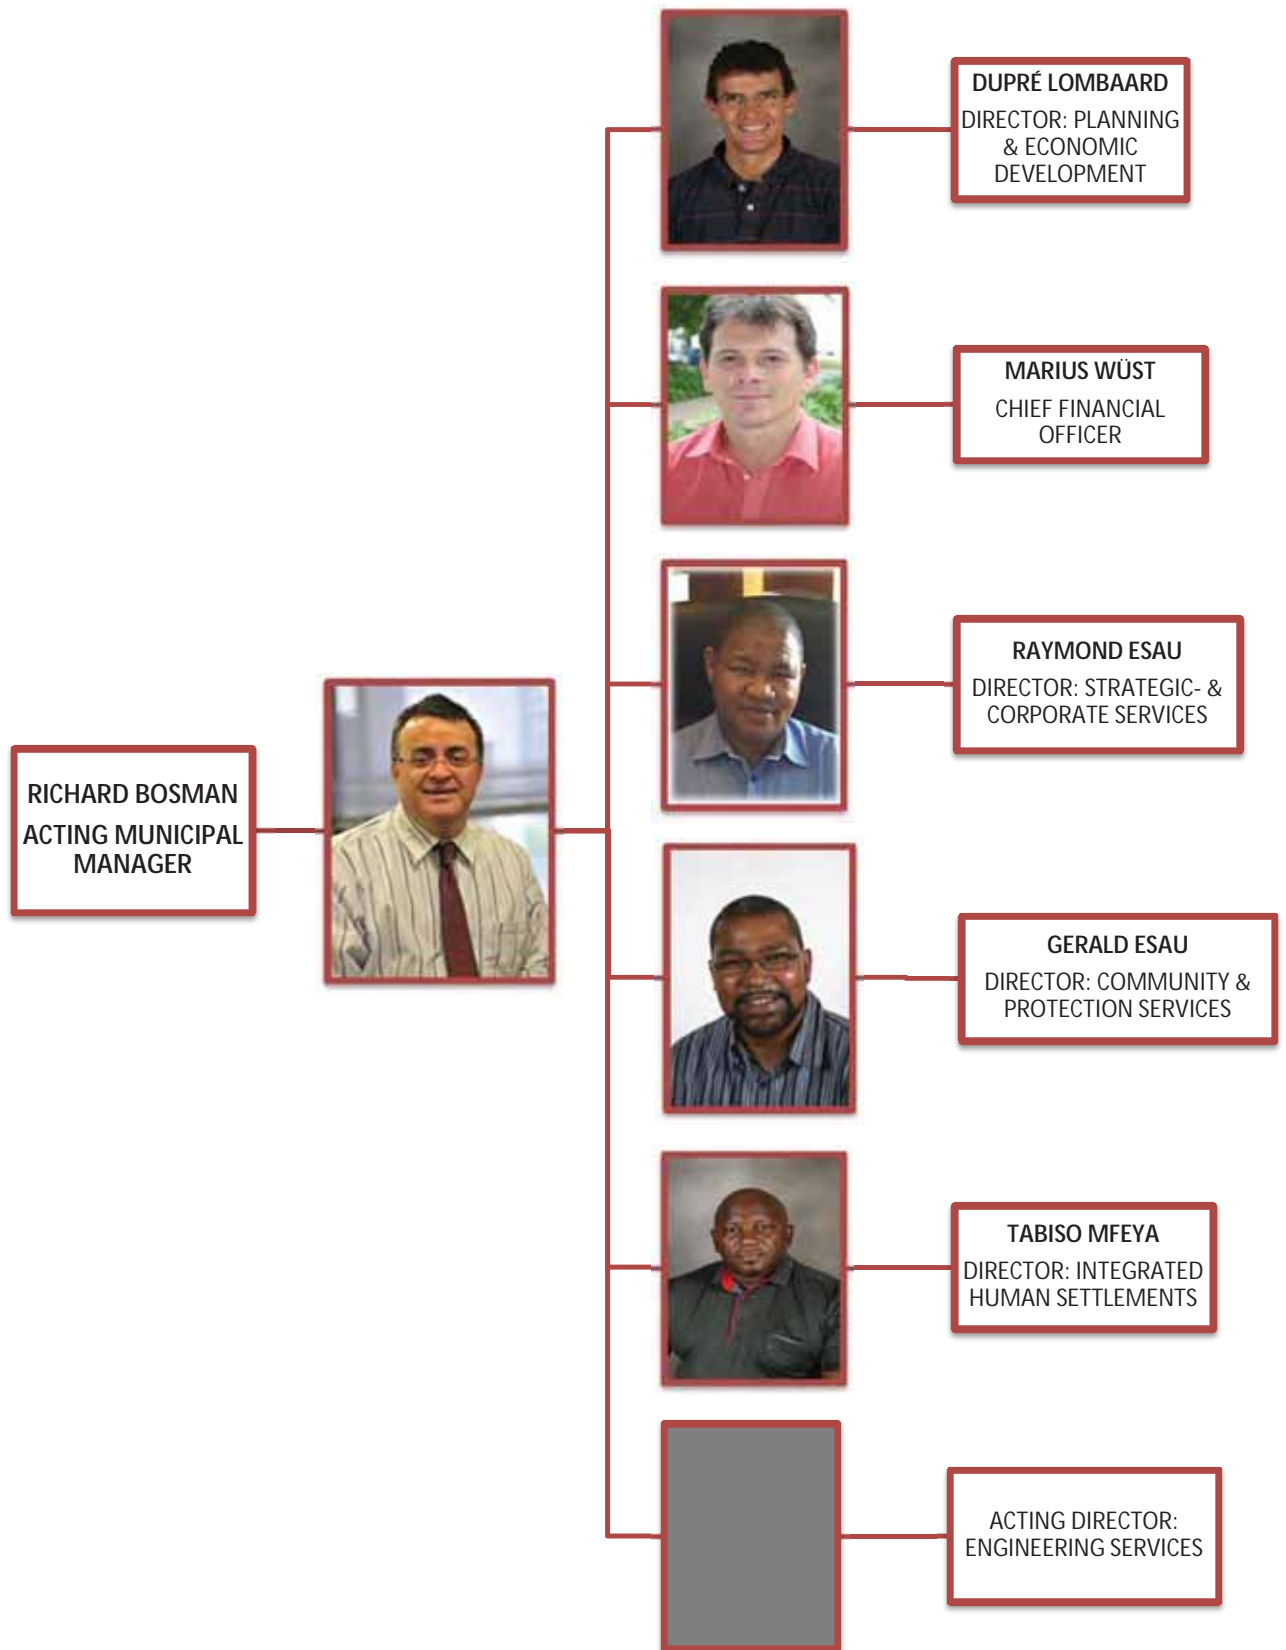 DUPRÉ LOMBAARD
DIRECTOR: PLANNING
& ECONOMIC
DEVELOPMENT
MARIUS WÜST
CHIEF FINANCIAL
OFFICER
RAYMOND ESAU
DIRECTOR: STRATEGIC- &
CORPORATE SERVICES
RICHARD BOSMAN
ACTING MUNICIPAL
MANAGER
GERALD ESAU
DIRECTOR: COMMUNITY &
PROTECTION SERVICES
TABISO MFEYA
DIRECTOR: INTEGRATED
HUMAN SETTLEMENTS
ACTING DIRECTOR:
ENGINEERING SERVICES